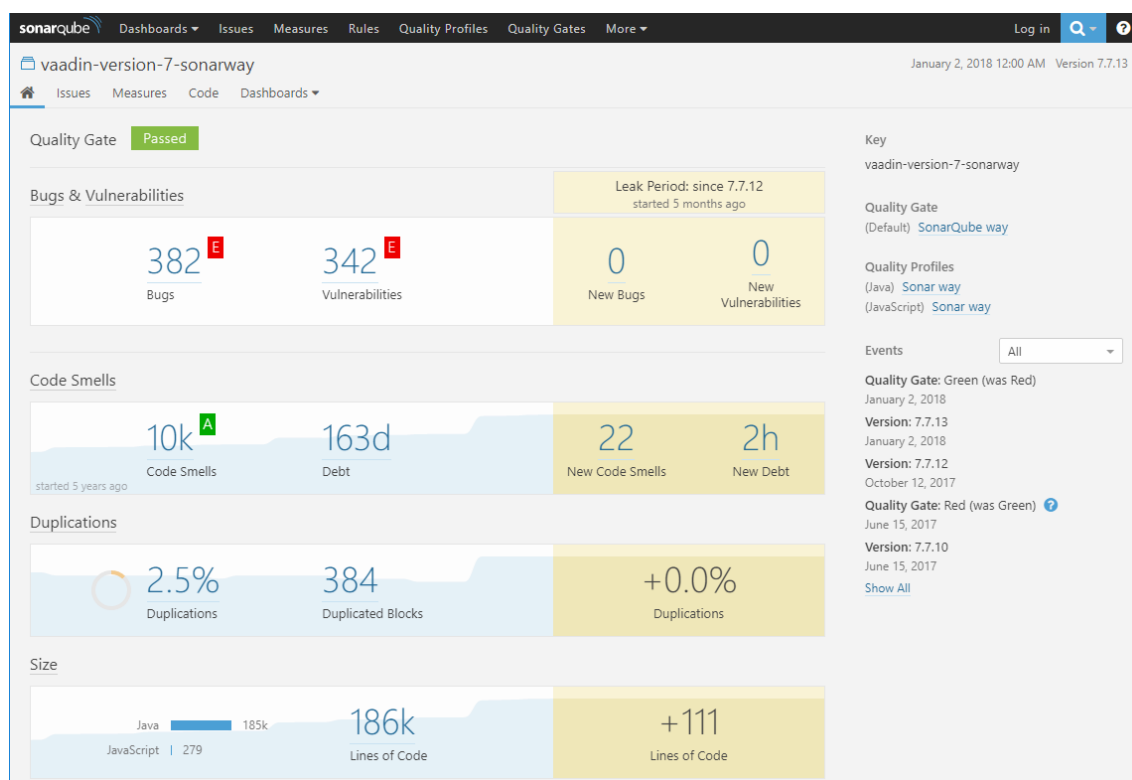 sonarqube Dashboards Issues Measures Rules Quality Profiles Quality Gates More Log in ?
vaadin-version-7-sonarway January 2, 2018 12:00 AM Version 7.7.13
Issues Measures Code Dashboards
Quality Gate Passed
Bugs & Vulnerabilities
Leak Period: since 7.7.12
started 5 months ago
382 E 342 E 0 0
Bugs Vulnerabilities New Bugs New
Vulnerabilities
Code Smells
10k A 163d 22 2h
Code Smells Debt New Code Smells New Debt
started 5 years ago
Duplications
2.5% 384 +0.0%
Duplications Duplicated Blocks Duplications
Size
Java 185k
JavaScript 279
186k +111
Lines of Code Lines of Code
Key
vaadin-version-7-sonarway
Quality Gate
(Default) SonarQube way
Quality Profiles
(Java) Sonar way
(JavaScript) Sonar way
Events All
Quality Gate: Green (was Red)
January 2, 2018
Version: 7.7.13
January 2, 2018
Version: 7.7.12
October 12, 2017
Quality Gate: Red (was Green) ?
June 15, 2017
Version: 7.7.10
June 15, 2017
Show All